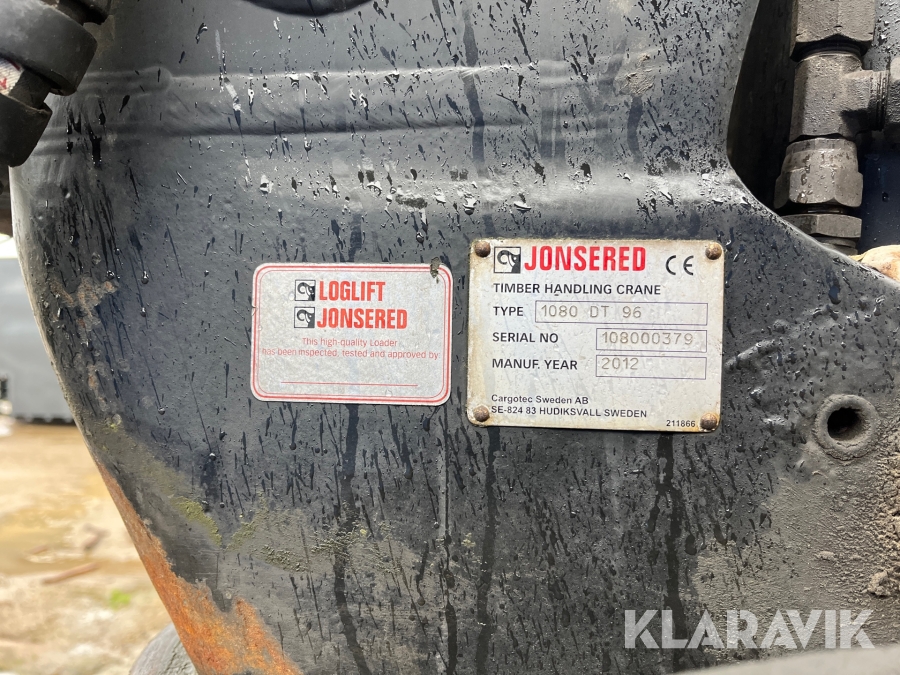 LOGLIFT
JONSERED
This high-quality Loader
has been inspected, tested and approved by
JONSERED CE
TIMBER HANDLING CRANE
TYPE 1080 DT 96
SERIAL NO 108000379
MANUF. YEAR 2012
Cargotec Sweden AB
SE-824 83 HUDIKSVALL SWEDEN
211866
KLARAVIK